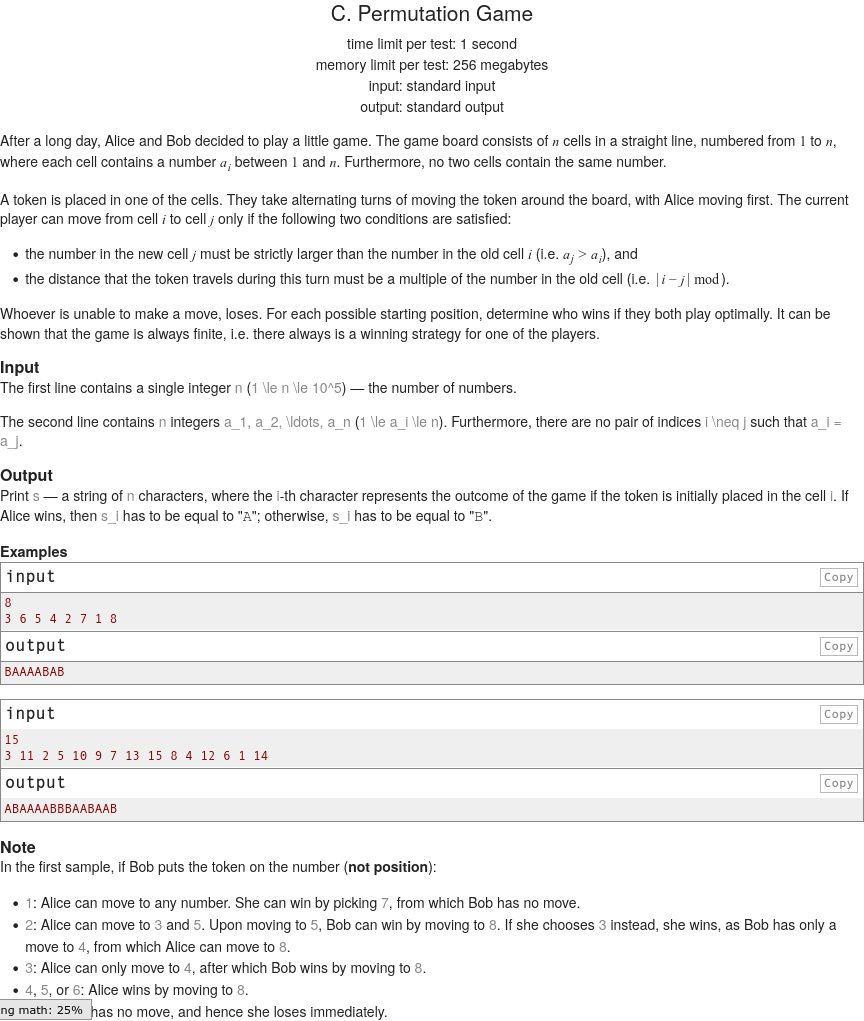 C. Permutation Game
time limit per test: 1 second
memory limit per test: 256 megabytes
input: standard input
output: standard output
After a long day, Alice and Bob decided to play a little game. The game board consists of n cells in a straight line, numbered from 1 to n,
where each cell contains a number a_i between 1 and n. Furthermore, no two cells contain the same number.
A token is placed in one of the cells. They take alternating turns of moving the token around the board, with Alice moving first. The current
player can move from cell i to cell j only if the following two conditions are satisfied:
• the number in the new cell j must be strictly larger than the number in the old cell i (i.e. a_j > a_i), and
• the distance that the token travels during this turn must be a multiple of the number in the old cell (i.e. |i − j| mod ).
Whoever is unable to make a move, loses. For each possible starting position, determine who wins if they both play optimally. It can be
shown that the game is always finite, i.e. there always is a winning strategy for one of the players.
Input
The first line contains a single integer n (1 \le n \le 10^5) — the number of numbers.
The second line contains n integers a_1, a_2, \ldots, a_n (1 \le a_i \le n). Furthermore, there are no pair of indices i \neq j such that a_i =
a_j.
Output
Print s — a string of n characters, where the i-th character represents the outcome of the game if the token is initially placed in the cell i. If
Alice wins, then s_i has to be equal to "A"; otherwise, s_i has to be equal to "B".
Examples
input Copy
8
3 6 5 4 2 7 1 8
output Copy
BAAAABAB
input Copy
15
3 11 2 5 10 9 7 13 15 8 4 12 6 1 14
output Copy
ABAAAABBBAABAAB
Note
In the first sample, if Bob puts the token on the number (not position):
• 1: Alice can move to any number. She can win by picking 7, from which Bob has no move.
• 2: Alice can move to 3 and 5. Upon moving to 5, Bob can win by moving to 8. If she chooses 3 instead, she wins, as Bob has only a
move to 4, from which Alice can move to 8.
• 3: Alice can only move to 4, after which Bob wins by moving to 8.
• 4, 5, or 6: Alice wins by moving to 8.
ng math: 25% has no move, and hence she loses immediately.